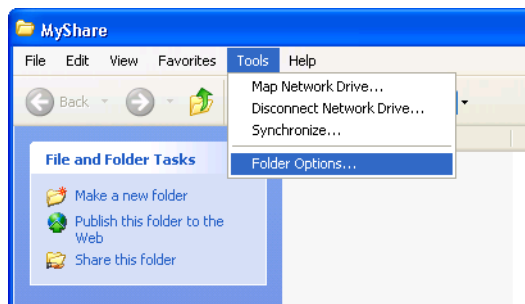 MyShare
File Edit View Favorites Tools Help
Back
Map Network Drive...
Disconnect Network Drive...
Synchronize...
Folder Options...
File and Folder Tasks
Make a new folder
Publish this folder to the
Web
Share this folder